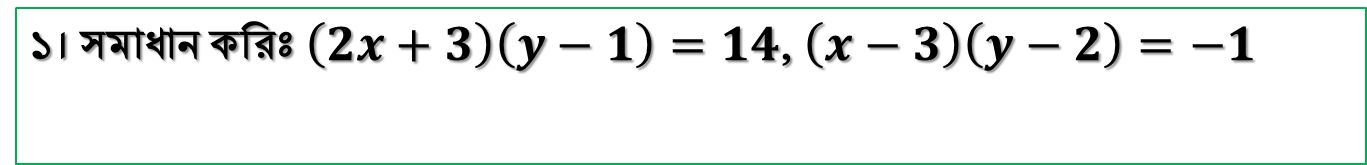 ১। সমাধান করিঃ (2x + 3)(y − 1) = 14, (x − 3)(y − 2) = −1